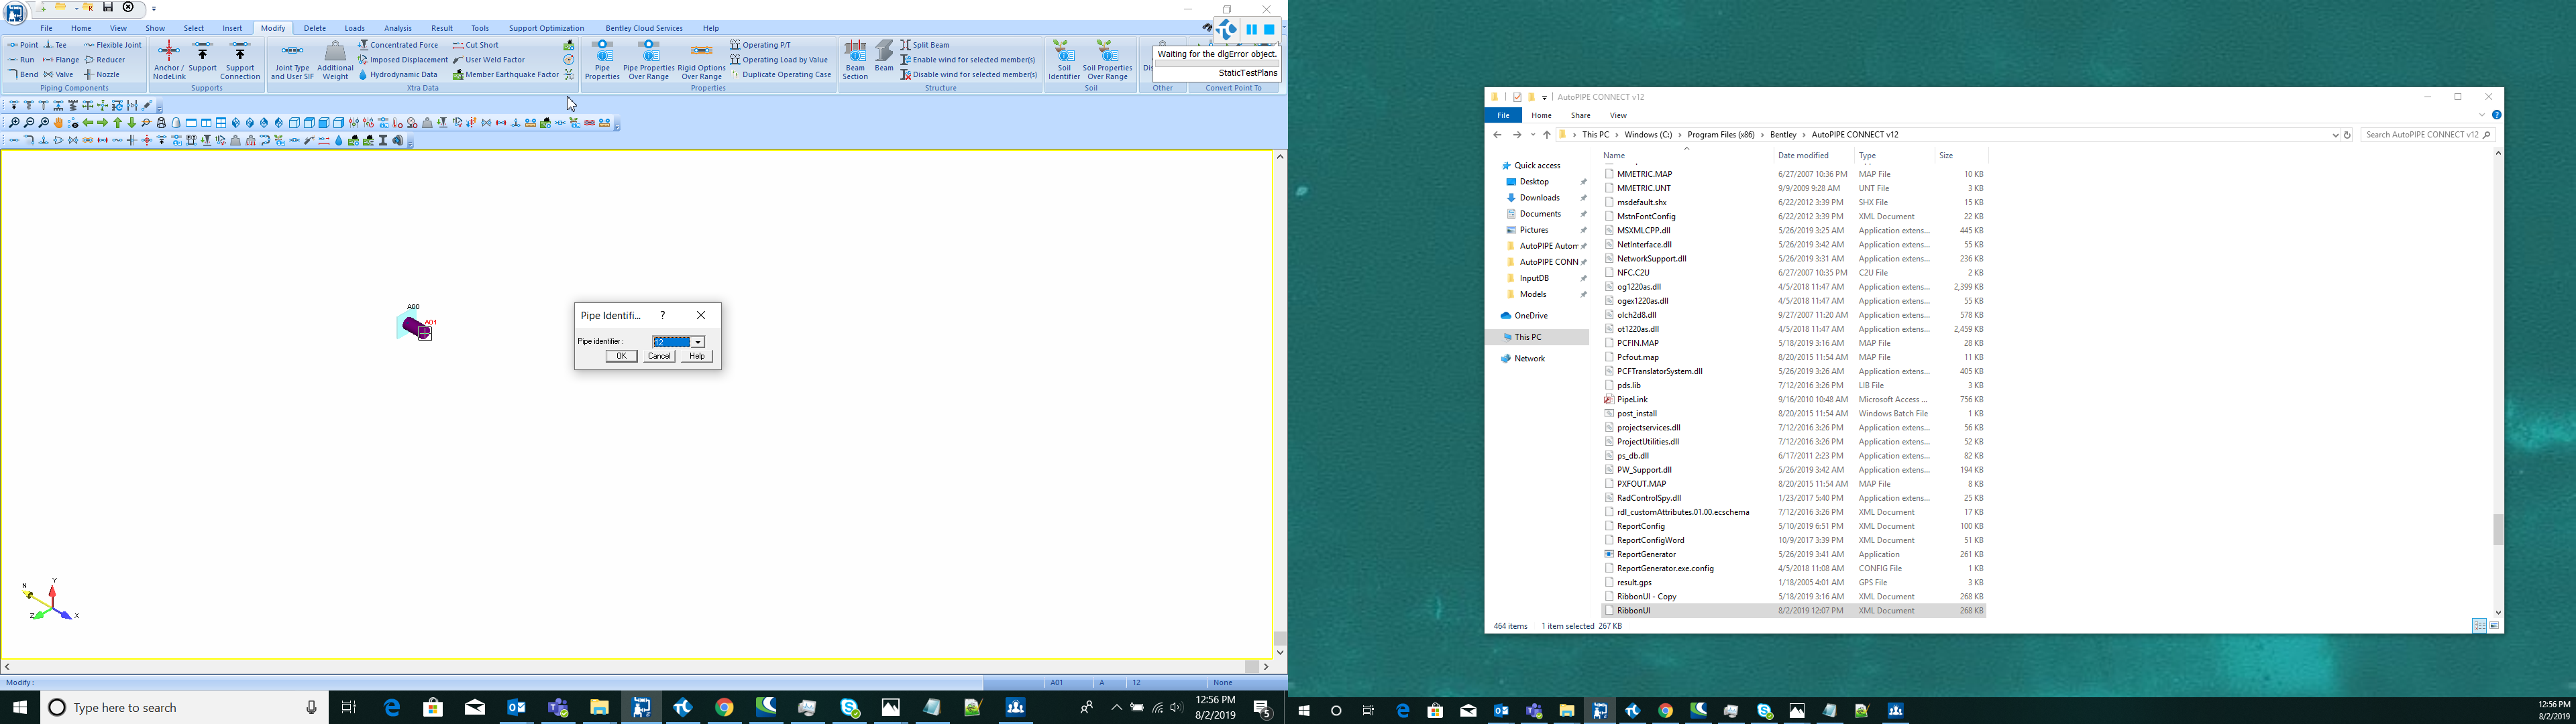 File Home View Show Select Insert Modify Delete Loads Analysis Result Tools Support Optimization Bentley Cloud Services Help
Waiting for the dlgError object.
StaticTestPlans
Point Tee Flexible Joint
Run Flange Reducer
Bend Valve Nozzle
Piping Components
Anchor / NodeLink
Support
Support Connection
Supports
Joint Type and User SIF
Additional Weight
Concentrated Force Cut Short
Imposed Displacement User Weld Factor
Hydrodynamic Data Member Earthquake Factor
Xtra Data
Pipe Properties
Pipe Properties Over Range
Rigid Options Over Range
Operating P/T
Operating Load by Value
Duplicate Operating Case
Properties
Beam Section
Beam
Split Beam
Enable wind for selected member(s)
Disable wind for selected member(s)
Structure
Soil Identifier
Soil Properties Over Range
Soil
Other
Convert Point To
A00
A01
Pipe Identifi... ?
Pipe identifier : 12
OK Cancel Help
N Y
Z X
Modify : A01 A 12 None
Type here to search
12:56 PM
8/2/2019
5
AutoPIPE CONNECT v12
File Home Share View
This PC Windows (C:) Program Files (x86) Bentley AutoPIPE CONNECT v12
Search AutoPIPE CONNECT v12
Quick access
Desktop
Downloads
Documents
Pictures
AutoPIPE Autom
AutoPIPE CONN
InputDB
Models
OneDrive
This PC
Network
Name Date modified Type Size
MMETRIC.MAP 6/27/2007 10:36 PM MAP File 10 KB
MMETRIC.UNT 9/9/2009 9:28 AM UNT File 3 KB
msdefault.shx 6/22/2012 3:39 PM SHX File 15 KB
MstnFontConfig 6/22/2012 3:39 PM XML Document 22 KB
MSXMLCPP.dll 5/26/2019 3:25 AM Application extens... 445 KB
NetInterface.dll 5/26/2019 3:42 AM Application extens... 55 KB
NetworkSupport.dll 5/26/2019 3:31 AM Application extens... 236 KB
NFC.C2U 6/27/2007 10:35 PM C2U File 2 KB
og1220as.dll 4/5/2018 11:47 AM Application extens... 2,399 KB
ogex1220as.dll 4/5/2018 11:47 AM Application extens... 55 KB
olch2d8.dll 9/27/2007 11:20 AM Application extens... 578 KB
ot1220as.dll 4/5/2018 11:47 AM Application extens... 2,459 KB
PCFIN.MAP 5/18/2019 3:16 AM MAP File 28 KB
Pcfout.map 8/20/2015 11:54 AM MAP File 11 KB
PCFTranslatorSystem.dll 5/26/2019 3:26 AM Application extens... 405 KB
pds.lib 7/12/2016 3:26 PM LIB File 3 KB
PipeLink 9/16/2010 10:48 AM Microsoft Access ... 756 KB
post_install 8/20/2015 11:54 AM Windows Batch File 1 KB
projectservices.dll 7/12/2016 3:26 PM Application extens... 56 KB
ProjectUtilities.dll 7/12/2016 3:26 PM Application extens... 52 KB
ps_db.dll 6/17/2011 2:23 PM Application extens... 82 KB
PW_Support.dll 5/26/2019 3:42 AM Application extens... 194 KB
PXFOUT.MAP 8/20/2015 11:54 AM MAP File 8 KB
RadControlSpy.dll 1/23/2017 5:40 PM Application extens... 25 KB
rdl_customAttributes.01.00.ecschema 7/12/2016 3:26 PM XML Document 17 KB
ReportConfig 5/10/2019 6:51 PM XML Document 100 KB
ReportConfigWord 10/9/2017 3:39 PM XML Document 51 KB
ReportGenerator 5/26/2019 3:41 AM Application 261 KB
ReportGenerator.exe.config 4/5/2018 11:08 AM CONFIG File 1 KB
result.gps 1/18/2005 4:01 AM GPS File 3 KB
RibbonUI - Copy 5/18/2019 3:16 AM XML Document 268 KB
RibbonUI 8/2/2019 12:07 PM XML Document 268 KB
464 items 1 item selected 267 KB
12:56 PM
8/2/2019